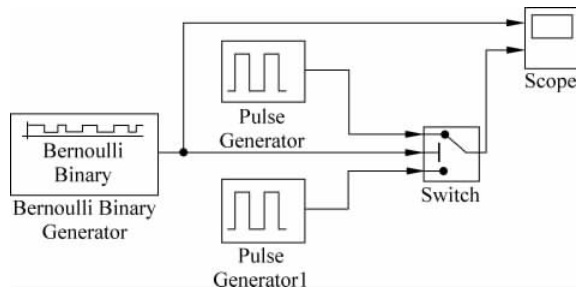 Scope
Pulse
Generator
Bernoulli
Binary
Bernoulli Binary
Generator
Switch
Pulse
Generator1